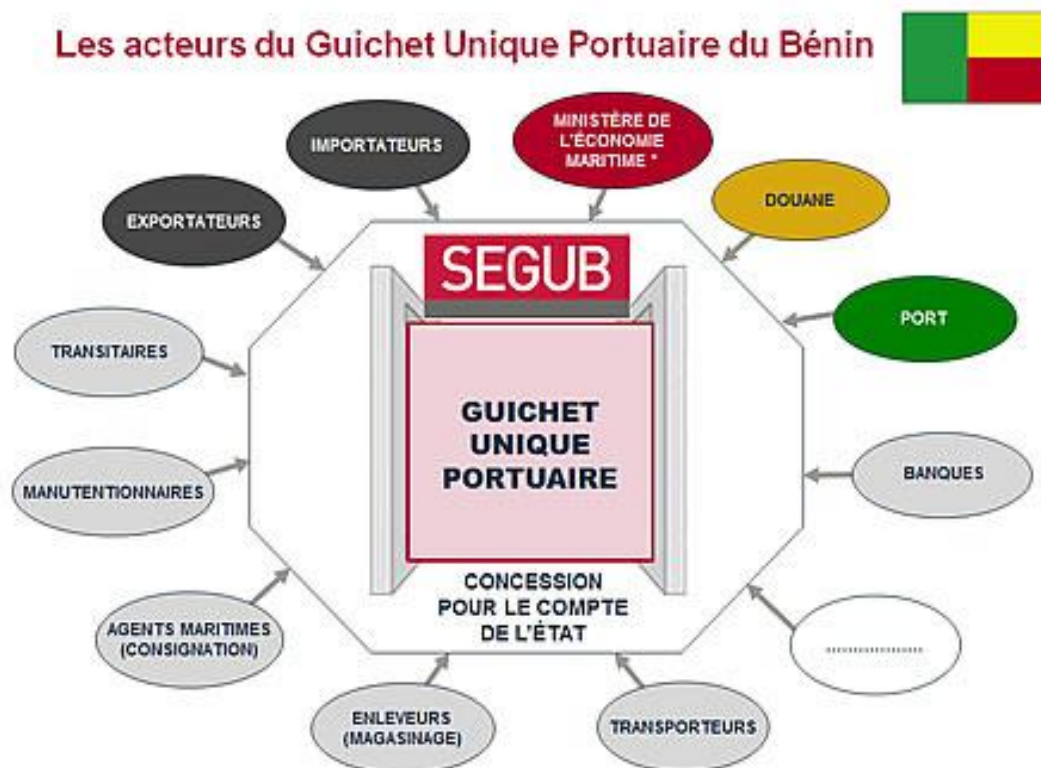 Les acteurs du Guichet Unique Portuaire du Bénin
IMPORTATEURS
MINISTÈRE DE
L'ÉCONOMIE
MARITIME *
EXPORTATEURS
DOUANE
SEGUB
TRANSITAIRES
PORT
GUICHET
UNIQUE
PORTUAIRE
MANUTENTIONNAIRES
BANQUES
CONCESSION
POUR LE COMPTE
DE L'ÉTAT
AGENTS MARITIMES
(CONSIGNATION)
...................
ENLEVEURS
(MAGASINAGE)
TRANSPORTEURS